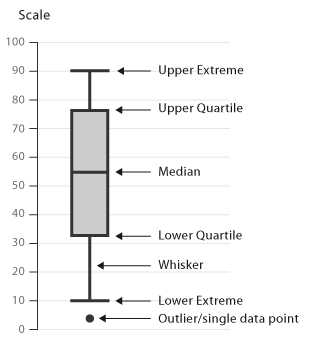 Scale
100
90
Upper Extreme
80
Upper Quartile
70
60
Median
50
40
Lower Quartile
30
Whisker
20
10
Lower Extreme
Outlier/single data point
0